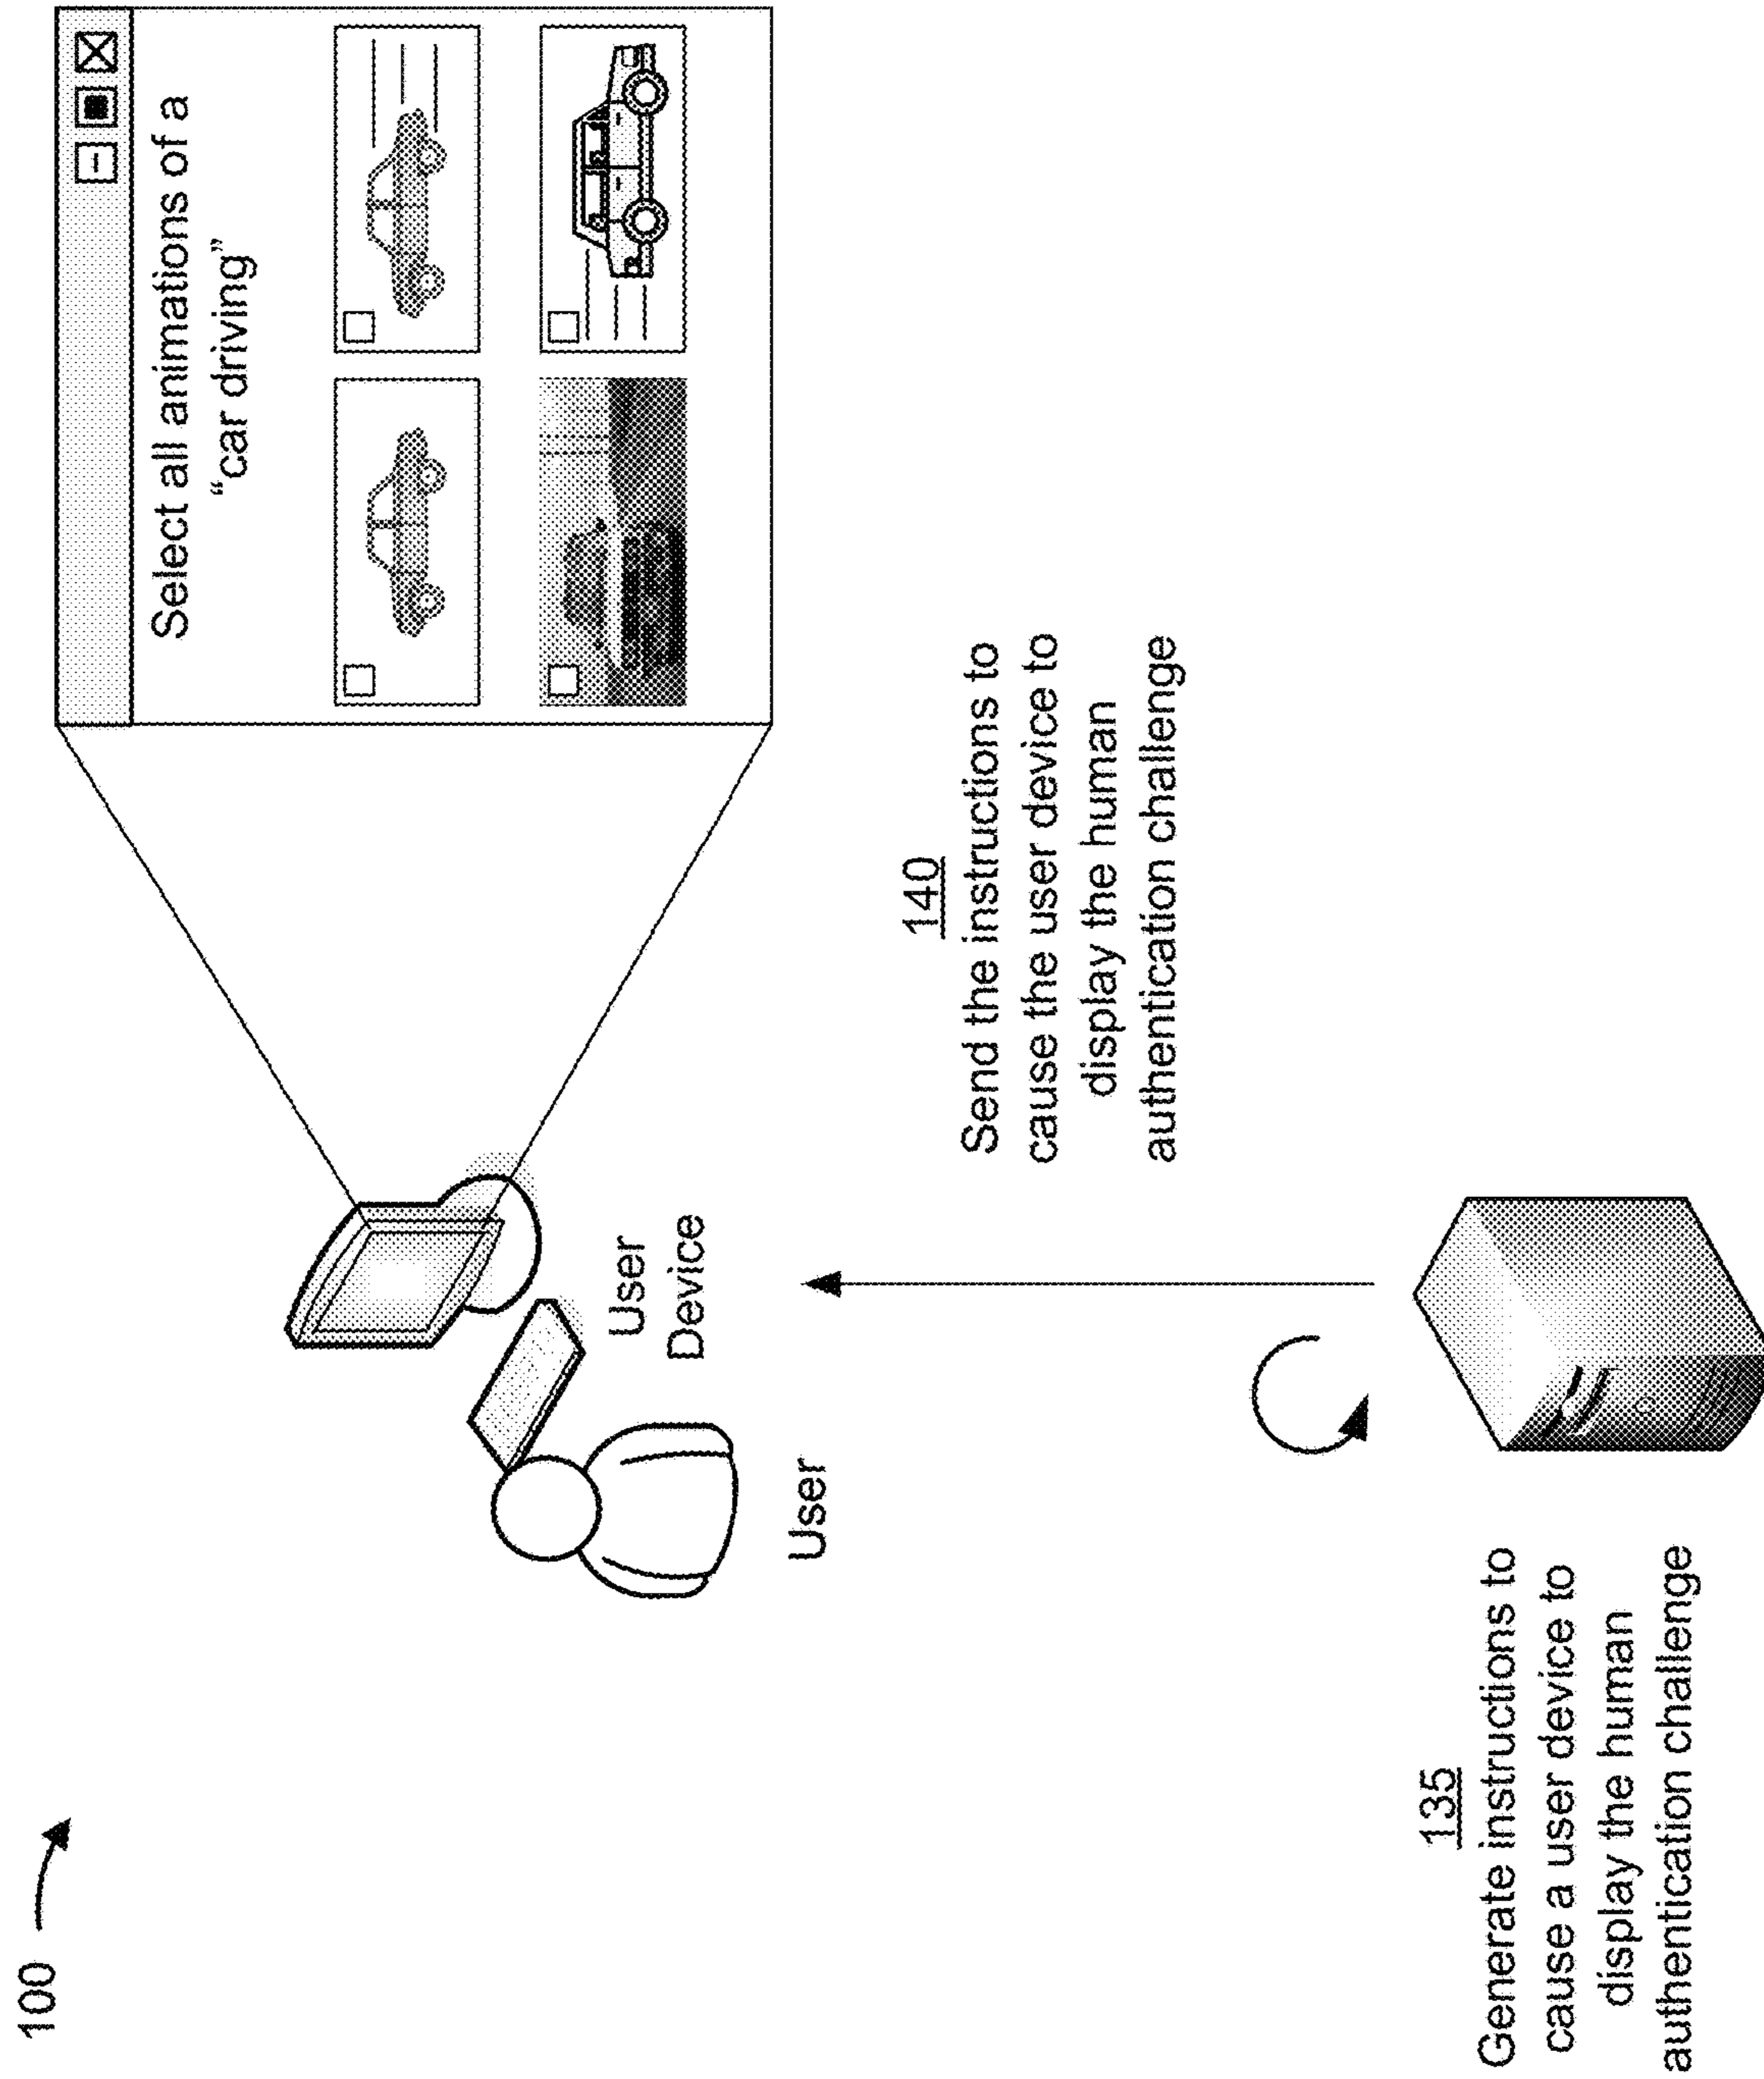 100
Select all animations of a
“car driving”
User
Device
User
140
Send the instructions to
cause the user device to
display the human
authentication challenge
135
Generate instructions to
cause a user device to
display the human
authentication challenge